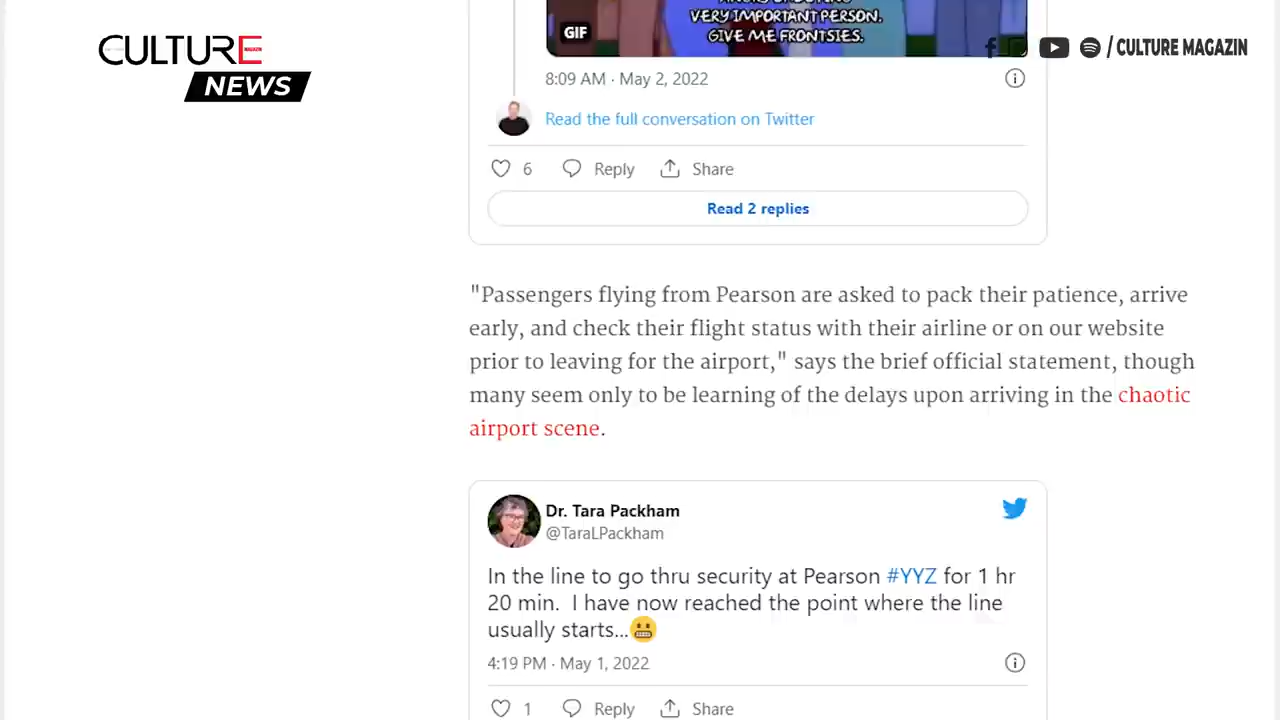 CULTURE
NEWS
VERY IMPORTANT PERSON.
GIVE ME FRONTSIES.
GIF
/ CULTURE MAGAZIN
8:09 AM · May 2, 2022
Read the full conversation on Twitter
6 Reply Share
Read 2 replies
"Passengers flying from Pearson are asked to pack their patience, arrive
early, and check their flight status with their airline or on our website
prior to leaving for the airport," says the brief official statement, though
many seem only to be learning of the delays upon arriving in the chaotic
airport scene.
Dr. Tara Packham
@TaraLPackham
In the line to go thru security at Pearson #YYZ for 1 hr
20 min. I have now reached the point where the line
usually starts...😬
4:19 PM · May 1, 2022
1 Reply Share